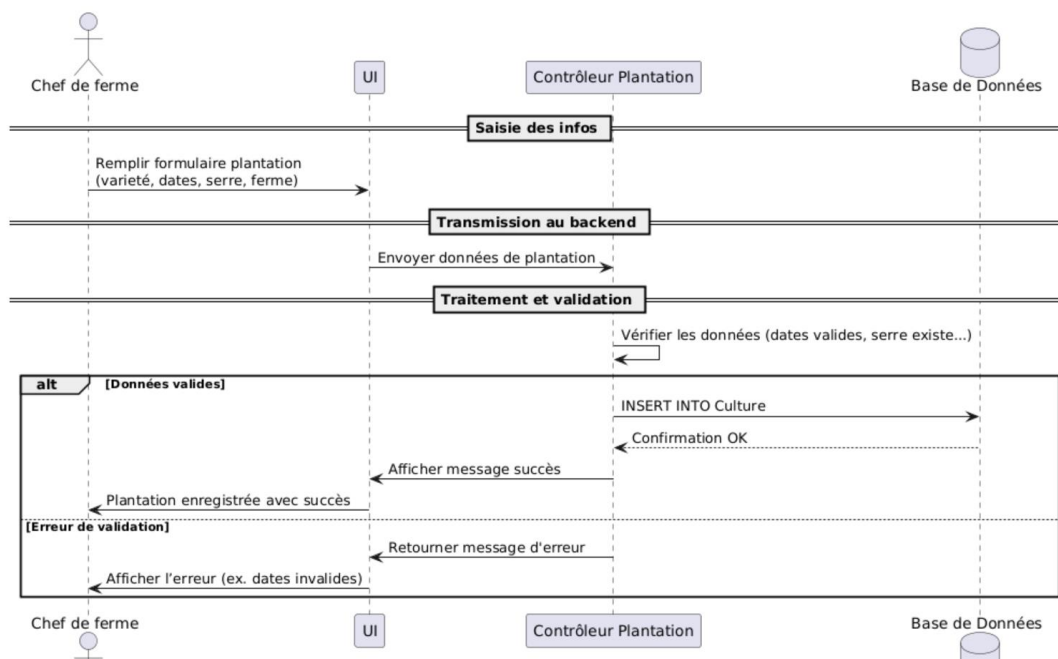 Chef de ferme
UI
Contrôleur Plantation
Base de Données
Saisie des infos
Remplir formulaire plantation
(varieté, dates, serre, ferme)
Transmission au backend
Envoyer données de plantation
Traitement et validation
Vérifier les données (dates valides, serre existe...)
alt [Données valides]
INSERT INTO Culture
Confirmation OK
Afficher message succès
Plantation enregistrée avec succès
[Erreur de validation]
Retourner message d'erreur
Afficher l’erreur (ex. dates invalides)
Chef de ferme
UI
Contrôleur Plantation
Base de Données